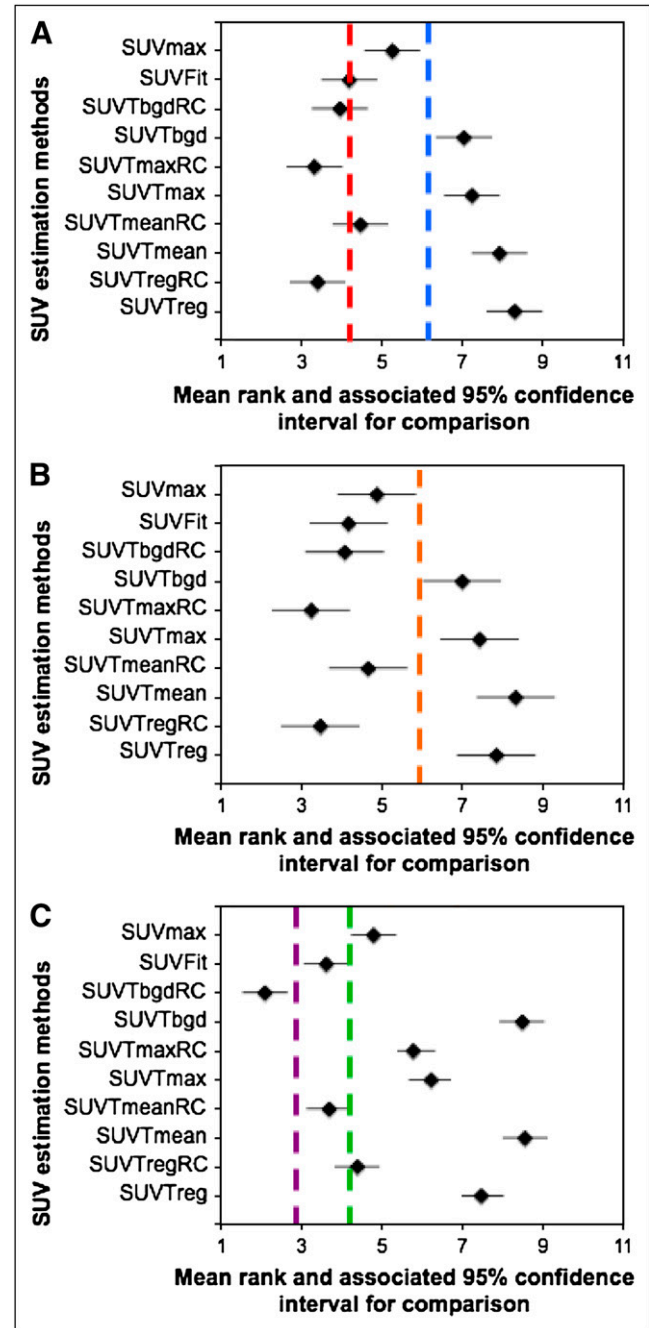 A
SUV estimation methods
SUVmax
SUVFit
SUVTbgdRC
SUVTbgd
SUVTmaxRC
SUVTmax
SUVTmeanRC
SUVTmean
SUVTregRC
SUVTreg
1 3 5 7 9 11
Mean rank and associated 95% confidence
interval for comparison
B
SUV estimation methods
SUVmax
SUVFit
SUVTbgdRC
SUVTbgd
SUVTmaxRC
SUVTmax
SUVTmeanRC
SUVTmean
SUVTregRC
SUVTreg
1 3 5 7 9 11
Mean rank and associated 95% confidence
interval for comparison
C
SUV estimation methods
SUVmax
SUVFit
SUVTbgdRC
SUVTbgd
SUVTmaxRC
SUVTmax
SUVTmeanRC
SUVTmean
SUVTregRC
SUVTreg
1 3 5 7 9 11
Mean rank and associated 95% confidence
interval for comparison